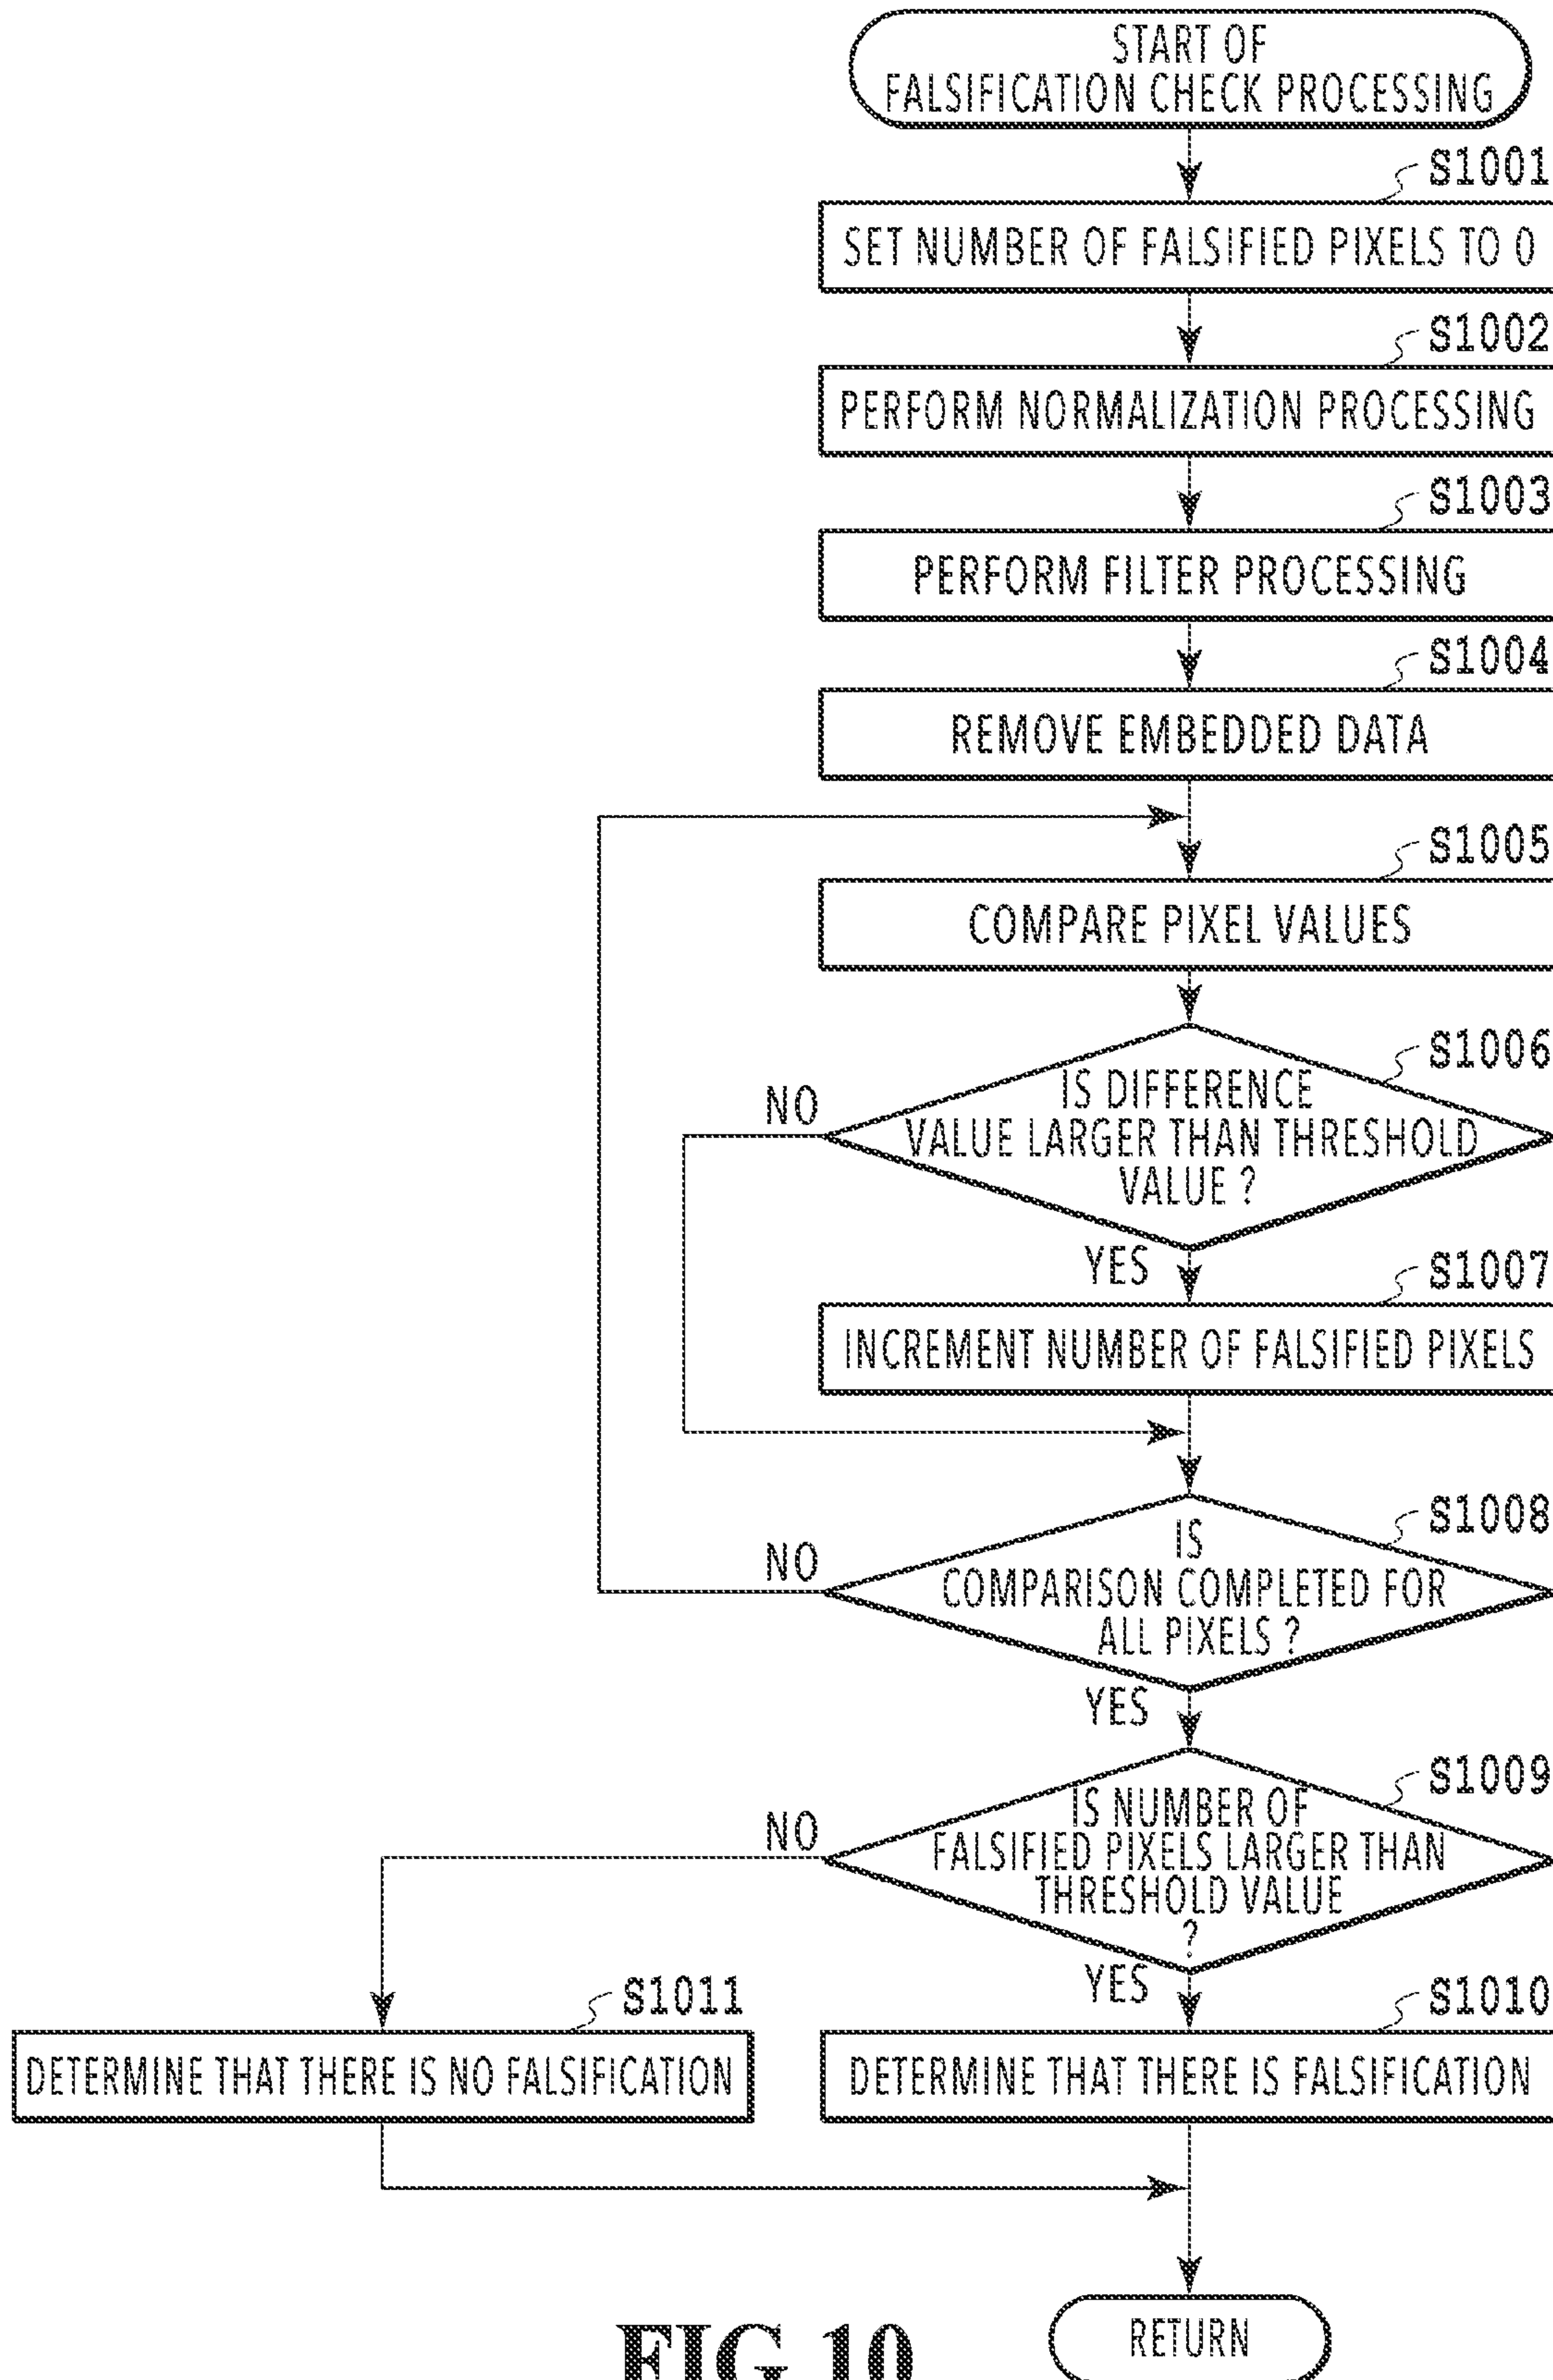 START OF
FALSIFICATION CHECK PROCESSING
S1001
SET NUMBER OF FALSIFIED PIXELS TO 0
S1002
PERFORM NORMALIZATION PROCESSING
S1003
PERFORM FILTER PROCESSING
S1004
REMOVE EMBEDDED DATA
S1005
COMPARE PIXEL VALUES
S1006
IS DIFFERENCE
VALUE LARGER THAN THRESHOLD
VALUE ?
NO
YES
S1007
INCREMENT NUMBER OF FALSIFIED PIXELS
S1008
IS
COMPARISON COMPLETED FOR
ALL PIXELS ?
NO
YES
S1009
IS NUMBER OF
FALSIFIED PIXELS LARGER THAN
THRESHOLD VALUE
?
NO
YES
S1011
DETERMINE THAT THERE IS NO FALSIFICATION
S1010
DETERMINE THAT THERE IS FALSIFICATION
RETURN
FIG.10